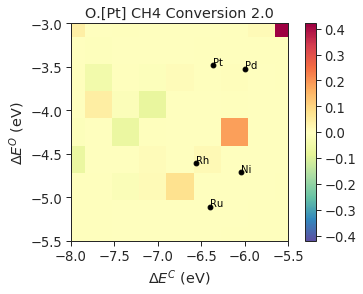 O.[Pt] CH4 Conversion 2.0
−3.0
−3.5
−4.0
−4.5
−5.0
−5.5
ΔE^O (eV)
Pt
Pd
Rh
Ni
Ru
−8.0 −7.5 −7.0 −6.5 −6.0 −5.5
ΔE^C (eV)
0.4
0.3
0.2
0.1
0.0
−0.1
−0.2
−0.3
−0.4